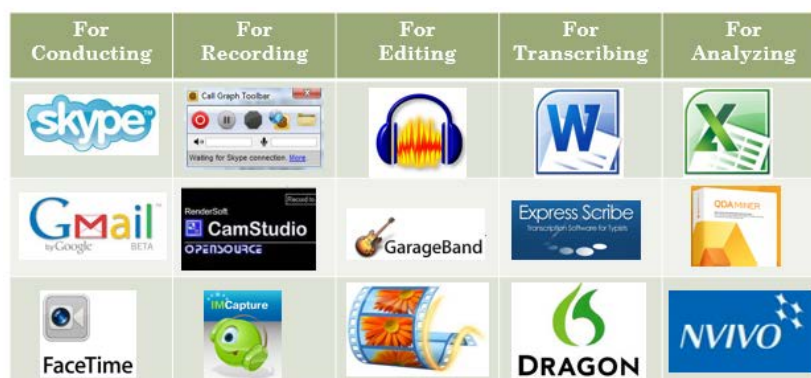 For Conducting
For Recording
For Editing
For Transcribing
For Analyzing
skype™
Call Graph Toolbar
Waiting for Skype connection. More.
W
X
Gmail™
by Google BETA
Record to
RenderSoft
CamStudio
OPENSOURCE
GarageBand
Express Scribe
Transcription Software for Typists
QDA MINER
FaceTime
IMCapture
DRAGON
NVIVO